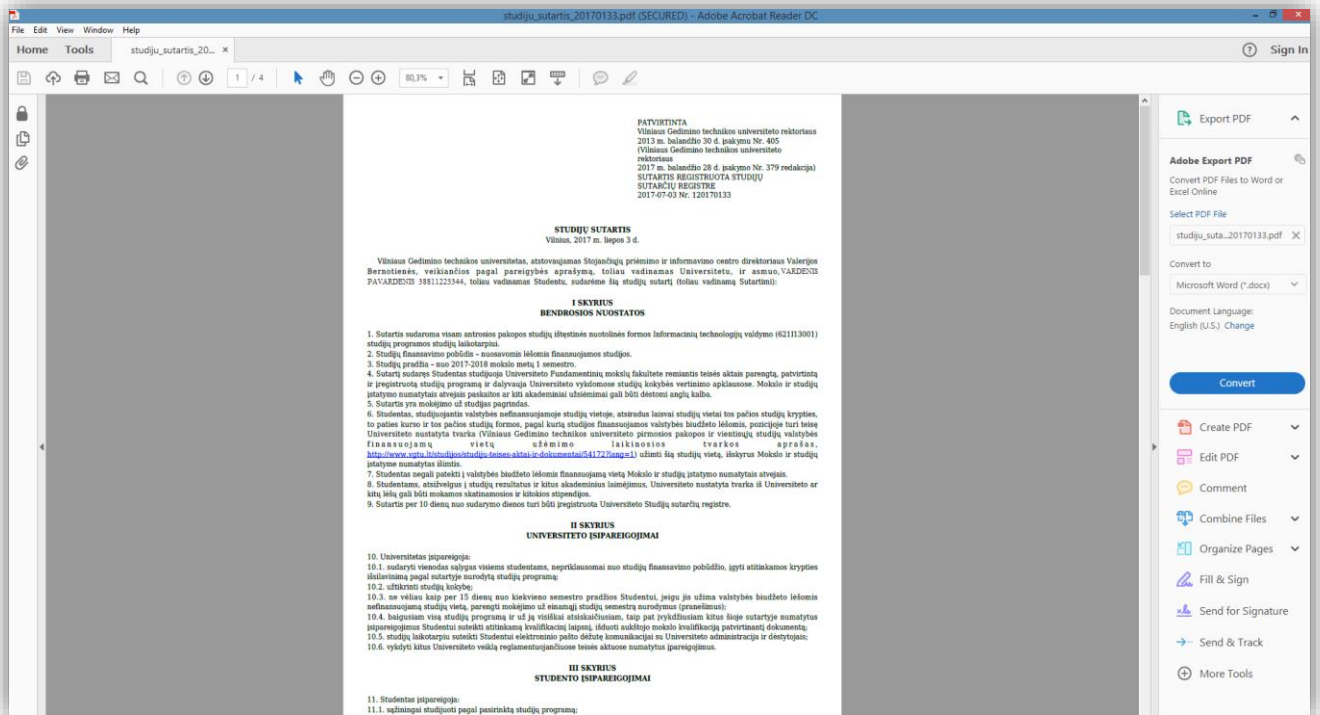 studiju_sutartis_20170133.pdf (SECURED) - Adobe Acrobat Reader DC
File Edit View Window Help
Home Tools studiju_sutartis_20... × Sign In
1 / 4 80,3%
PATVIRTINTA
Vilniaus Gedimino technikos universiteto rektoriaus
2013 m. balandžio 30 d. įsakymu Nr. 405
(Vilniaus Gedimino technikos universiteto
rektoriaus
2017 m. balandžio 28 d. įsakymo Nr. 379 redakcija)
SUTARTIS REGISTRUOTA STUDIJŲ
SUTARČIŲ REGISTRE
2017-07-03 Nr. 120170133
STUDIJŲ SUTARTIS
Vilnius, 2017 m. liepos 3 d.
Vilniaus Gedimino technikos universitetas, atstovaujamas Stojančiųjų priėmimo ir informavimo centro direktoriaus Valerijos
Bernotienės, veikiančios pagal pareigybės aprašymą, toliau vadinamas Universitetu, ir asmuo, VARDENIS
PAVARDENIS 38811223344, toliau vadinamas Studentu, sudarėme šią studijų sutartį (toliau vadinamą Sutartimi):
I SKYRIUS
BENDROSIOS NUOSTATOS
1. Sutartis sudaroma visam antrosios pakopos studijų ištęstinės nuotolinės formos Informacinių technologijų valdymo (621I13001)
studijų programos studijų laikotarpiui.
2. Studijų finansavimo pobūdis – nuosavomis lėšomis finansuojamos studijos.
3. Studijų pradžia – nuo 2017-2018 mokslo metų 1 semestro.
4. Sutartį sudaręs Studentas studijuoja Universiteto Fundamentinių mokslų fakultete remiantis teisės aktais parengtą, patvirtintą
ir įregistruotą studijų programą ir dalyvauja Universiteto vykdomose studijų kokybės vertinimo apklausose. Mokslo ir studijų
įstatymo numatytais atvejais paskaitos ar kiti akademiniai užsiėmimai gali būti dėstomi anglų kalba.
5. Sutartis yra mokėjimo už studijas pagrindas.
6. Studentas, studijuojantis valstybės nefinansuojamoje studijų vietoje, atsiradus laisvai studijų vietai tos pačios studijų krypties,
to paties kurso ir tos pačios studijų formos, pagal kurią studijos finansuojamos valstybės biudžeto lėšomis, pozicijoje turi teisę
Universiteto nustatyta tvarka (Vilniaus Gedimino technikos universiteto pirmosios pakopos ir vientisųjų studijų valstybės
finansuojamų vietų užėmimo laikinosios tvarkos aprašas,
http://www.vgtu.lt/studijos/studiju-teises-aktai-ir-dokumentai/54172?lang=1) užimti šią studijų vietą, išskyrus Mokslo ir studijų
įstatyme numatytas išimtis.
7. Studentas negali patekti į valstybės biudžeto lėšomis finansuojamą vietą Mokslo ir studijų įstatymo numatytais atvejais.
8. Studentams, atsižvelgus į studijų rezultatus ir kitus akademinius laimėjimus, Universiteto nustatyta tvarka iš Universiteto ar
kitų lėšų gali būti mokamos skatinamosios ir kitokios stipendijos.
9. Sutartis per 10 dienų nuo sudarymo dienos turi būti įregistruota Universiteto Studijų sutarčių registre.
II SKYRIUS
UNIVERSITETO ĮSIPAREIGOJIMAI
10. Universitetas įsipareigoja:
10.1. sudaryti vienodas sąlygas visiems studentams, nepriklausomai nuo studijų finansavimo pobūdžio, įgyti atitinkamos krypties
išsilavinimą pagal sutartyje nurodytą studijų programą;
10.2. užtikrinti studijų kokybę;
10.3. ne vėliau kaip per 15 dienų nuo kiekvieno semestro pradžios Studentui, jeigu jis užima valstybės biudžeto lėšomis
nefinansuojamą studijų vietą, parengti mokėjimo už einamąjį studijų semestrą nurodymus (pranešimus);
10.4. baigusiam visą studijų programą ir už ją visiškai atsiskaičiusiam, taip pat įvykdžiusiam kitus šioje sutartyje numatytus
įsipareigojimus Studentui suteikti atitinkamą kvalifikacinį laipsnį, išduoti aukštojo mokslo kvalifikaciją patvirtinantį dokumentą;
10.5. studijų laikotarpiu suteikti Studentui elektroninio pašto dėžutę komunikacijai su Universiteto administracija ir dėstytojais;
10.6. vykdyti kitus Universiteto veiklą reglamentuojančiuose teisės aktuose numatytus įpareigojimus.
III SKYRIUS
STUDENTO ĮSIPAREIGOJIMAI
11. Studentas įsipareigoja:
11.1. sąžiningai studijuoti pagal pasirinktą studijų programą;
Export PDF
Adobe Export PDF
Convert PDF Files to Word or
Excel Online
Select PDF File
studiju_suta...20170133.pdf
Convert to
Microsoft Word (*.docx)
Document Language:
English (U.S.) Change
Convert
Create PDF
Edit PDF
Comment
Combine Files
Organize Pages
Fill & Sign
Send for Signature
Send & Track
More Tools